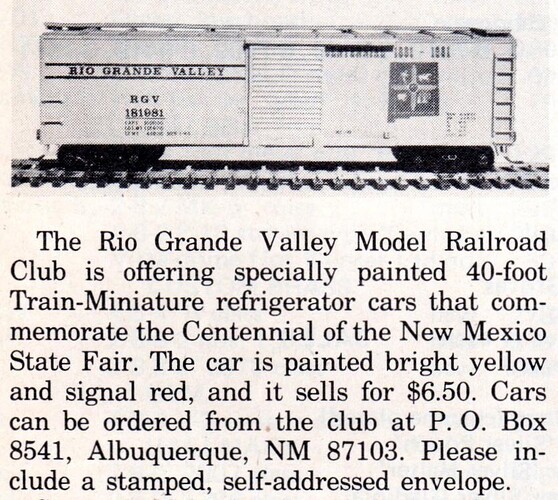 CENTENNIAL 1881 - 1981
RIO GRANDE VALLEY
RGV
181981
The Rio Grande Valley Model Railroad
Club is offering specially painted 40-foot
Train-Miniature refrigerator cars that com-
memorate the Centennial of the New Mexico
State Fair. The car is painted bright yellow
and signal red, and it sells for $6.50. Cars
can be ordered from the club at P. O. Box
8541, Albuquerque, NM 87103. Please in-
clude a stamped, self-addressed envelope.